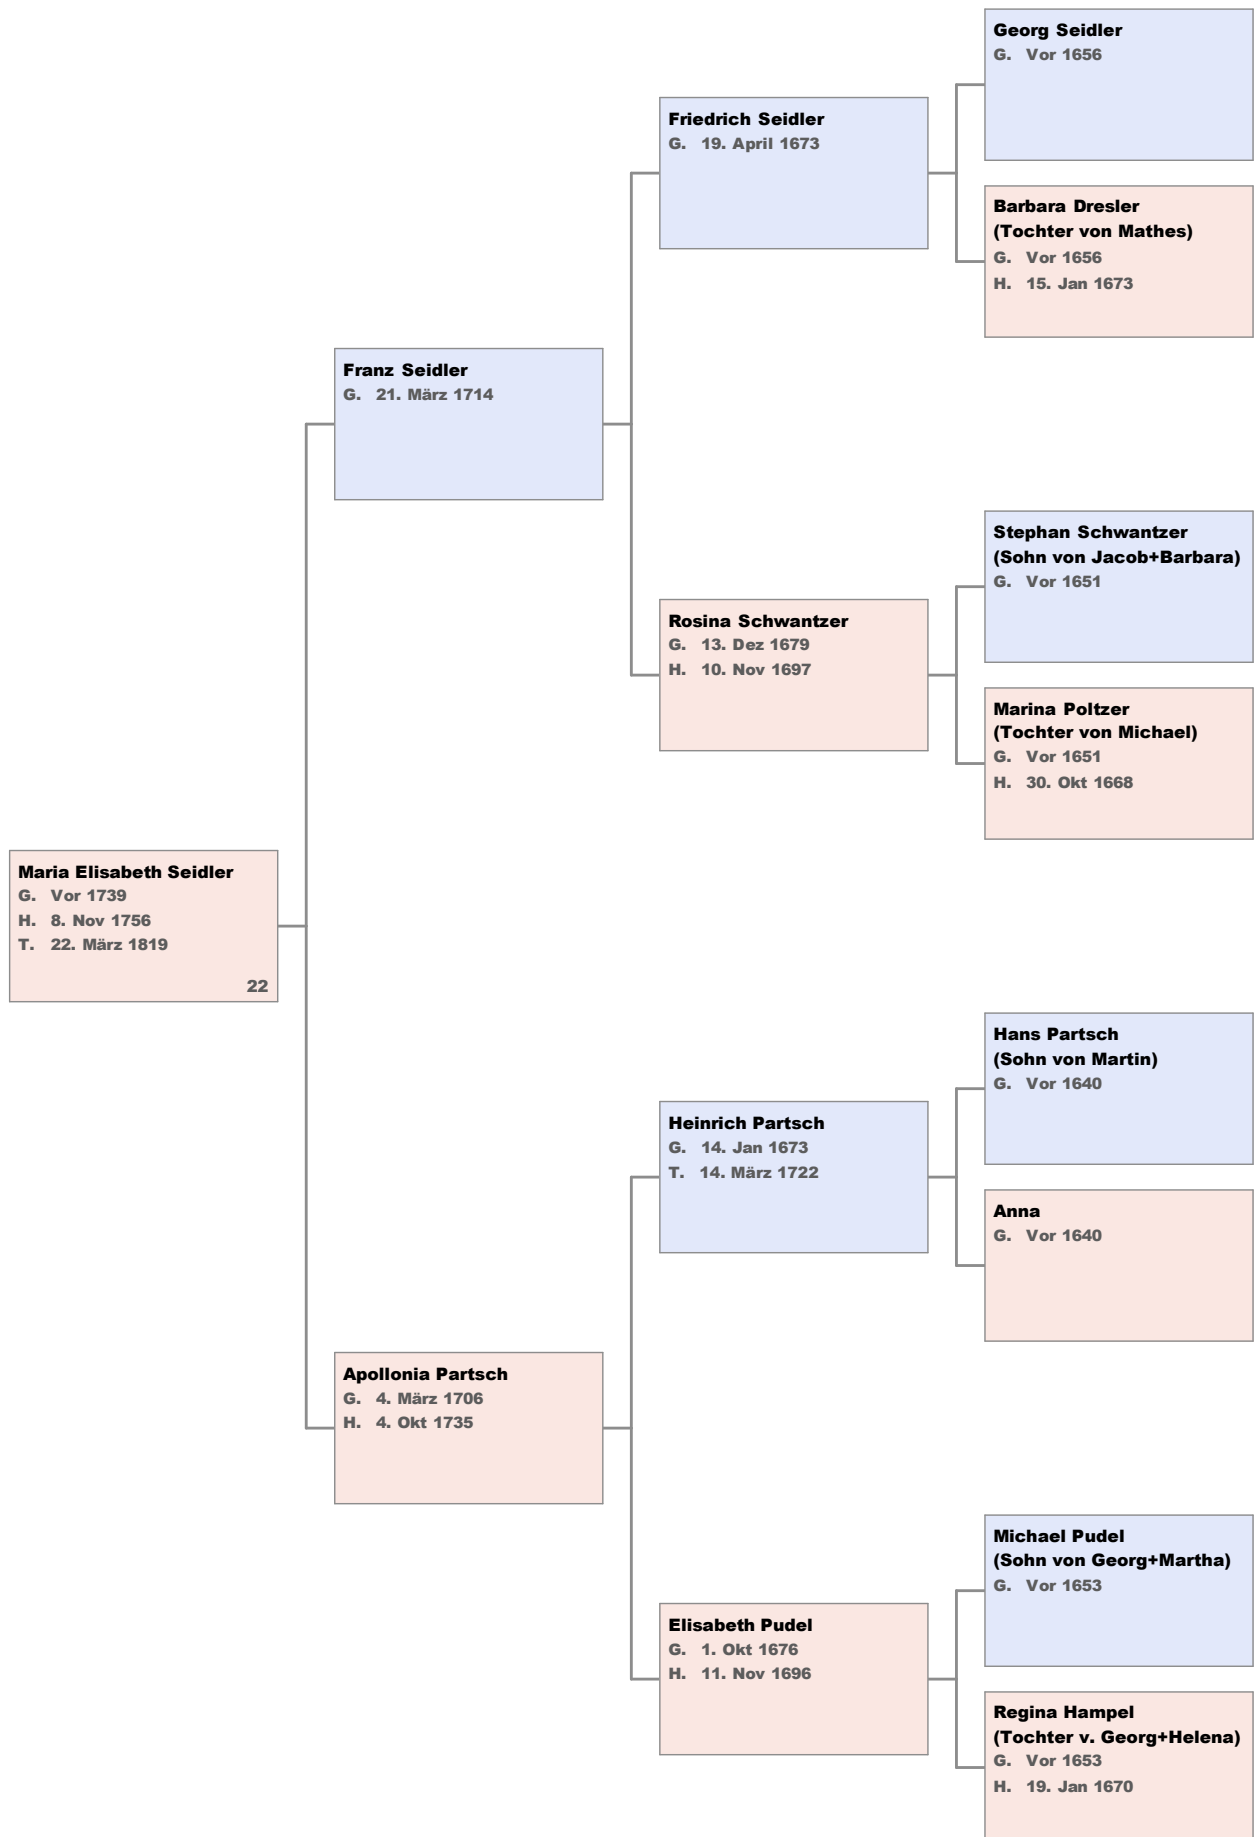 Georg Seidler
G. Vor 1656
Friedrich Seidler
G. 19. April 1673
Barbara Dresler
(Tochter von Mathes)
G. Vor 1656
H. 15. Jan 1673
Franz Seidler
G. 21. März 1714
Stephan Schwantzer
(Sohn von Jacob+Barbara)
G. Vor 1651
Rosina Schwantzer
G. 13. Dez 1679
H. 10. Nov 1697
Marina Poltzer
(Tochter von Michael)
G. Vor 1651
H. 30. Okt 1668
Maria Elisabeth Seidler
G. Vor 1739
H. 8. Nov 1756
T. 22. März 1819
22
Hans Partsch
(Sohn von Martin)
G. Vor 1640
Heinrich Partsch
G. 14. Jan 1673
T. 14. März 1722
Anna
G. Vor 1640
Apollonia Partsch
G. 4. März 1706
H. 4. Okt 1735
Michael Pudel
(Sohn von Georg+Martha)
G. Vor 1653
Elisabeth Pudel
G. 1. Okt 1676
H. 11. Nov 1696
Regina Hampel
(Tochter v. Georg+Helena)
G. Vor 1653
H. 19. Jan 1670